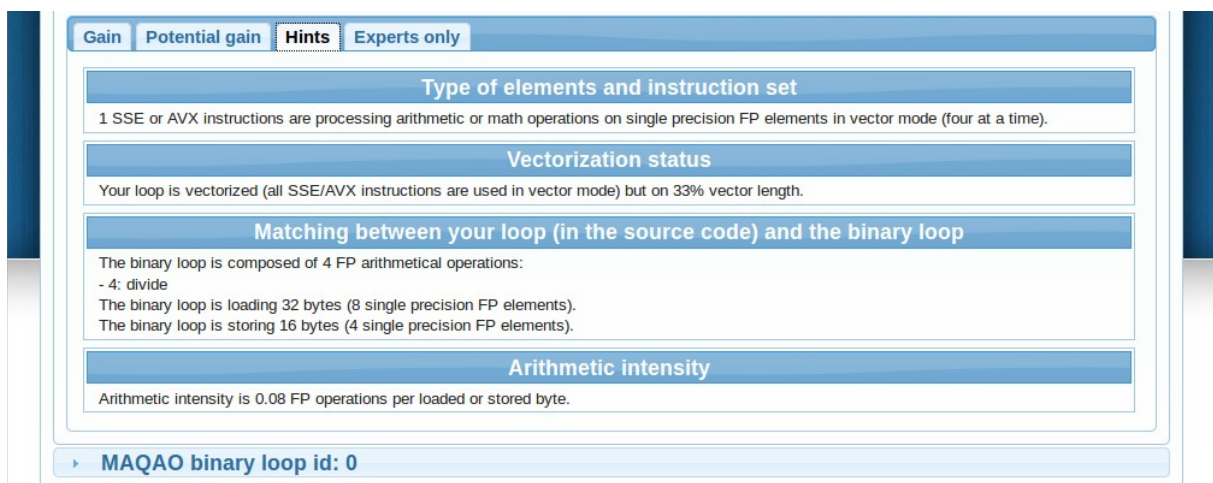 Gain Potential gain Hints Experts only
Type of elements and instruction set
1 SSE or AVX instructions are processing arithmetic or math operations on single precision FP elements in vector mode (four at a time).
Vectorization status
Your loop is vectorized (all SSE/AVX instructions are used in vector mode) but on 33% vector length.
Matching between your loop (in the source code) and the binary loop
The binary loop is composed of 4 FP arithmetical operations:
- 4: divide
The binary loop is loading 32 bytes (8 single precision FP elements).
The binary loop is storing 16 bytes (4 single precision FP elements).
Arithmetic intensity
Arithmetic intensity is 0.08 FP operations per loaded or stored byte.
MAQAO binary loop id: 0